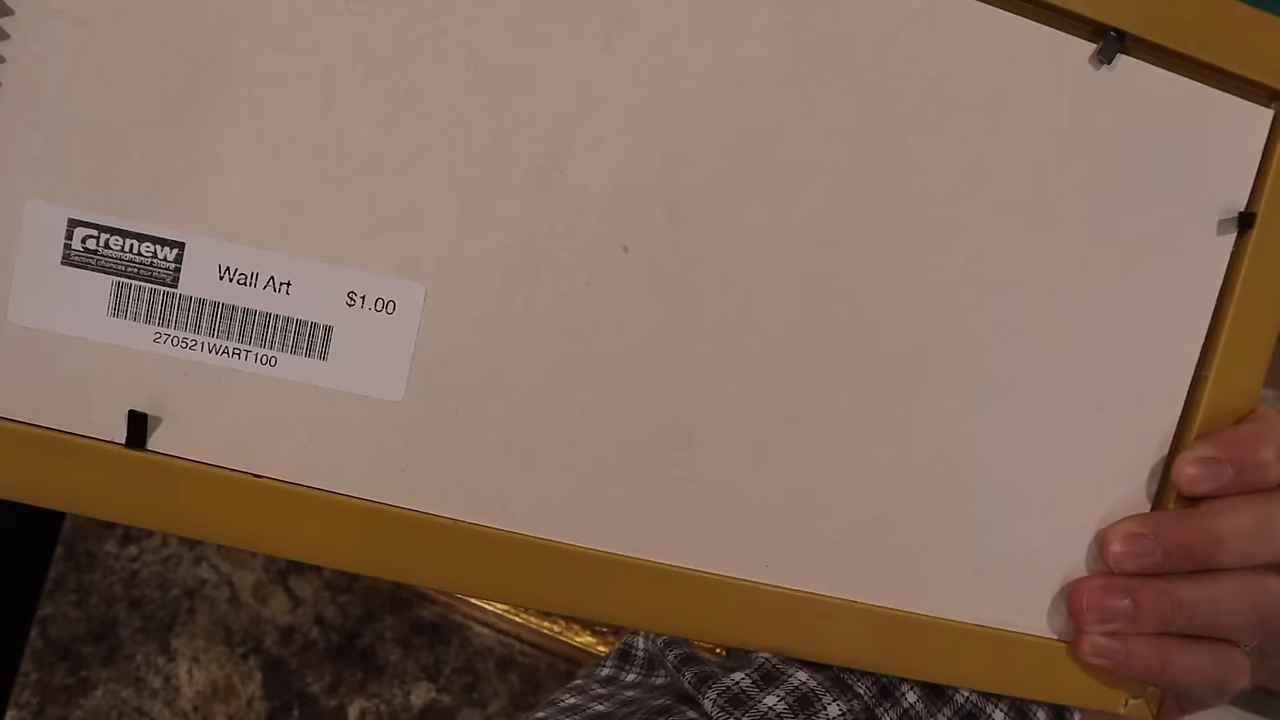 renew
Secondhand Store
Second chances are our thing!
Wall Art
$1.00
270521WART100